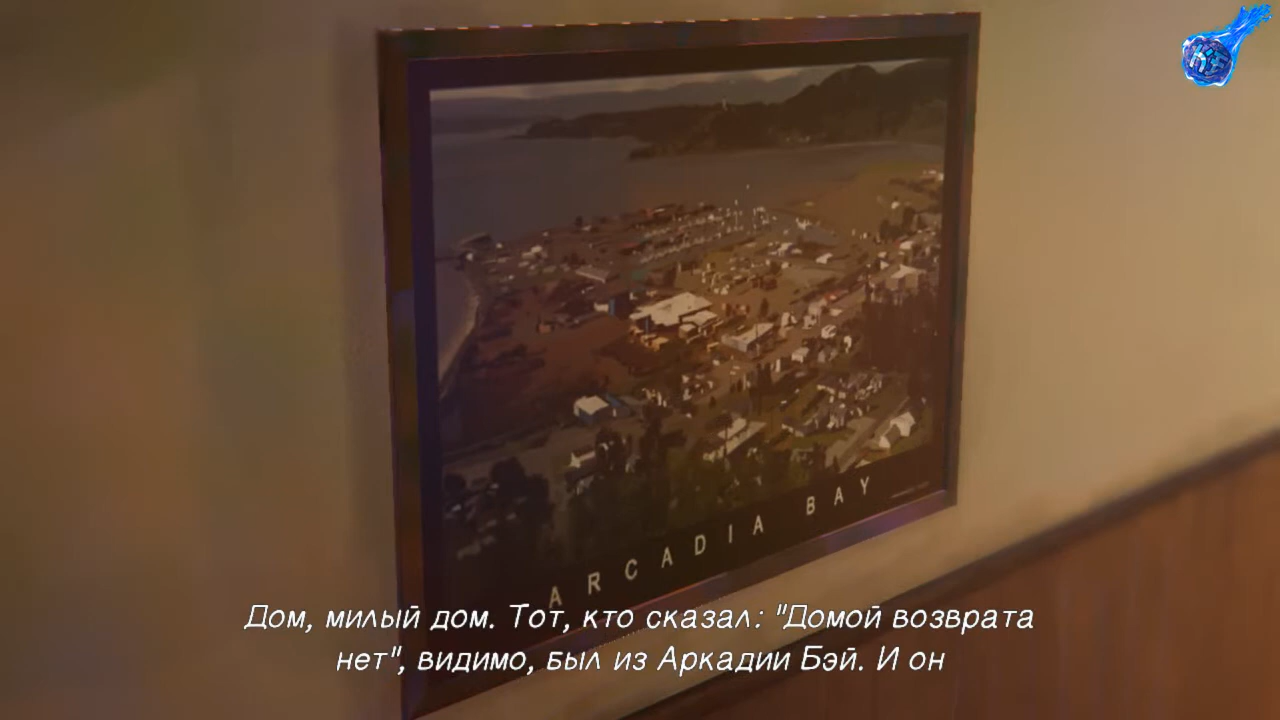 ARCADIA BAY
Дом, милый дом. Тот, кто сказал: "Домой возврата
нет", видимо, был из Аркадии Бэй. И он